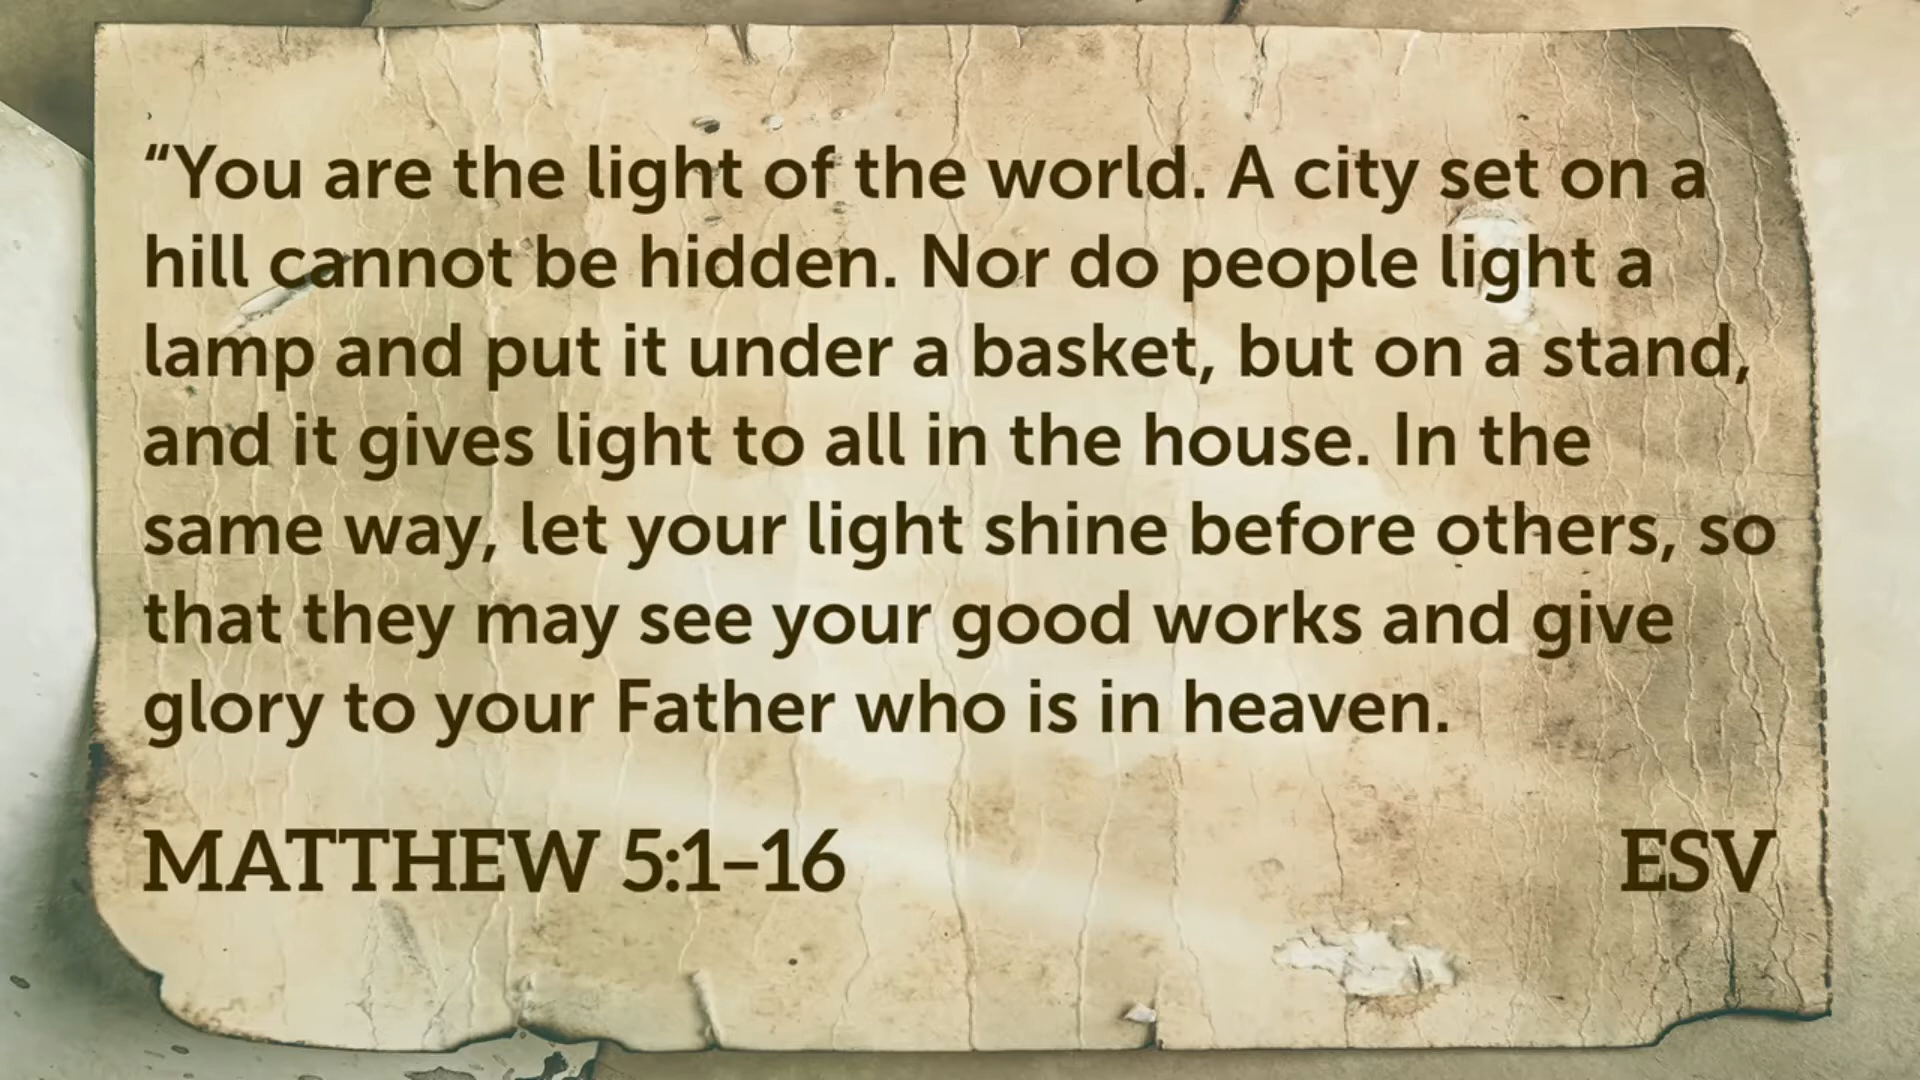 “You are the light of the world. A city set on a
hill cannot be hidden. Nor do people light a
lamp and put it under a basket, but on a stand,
and it gives light to all in the house. In the
same way, let your light shine before others, so
that they may see your good works and give
glory to your Father who is in heaven.
MATTHEW 5:1–16 ESV